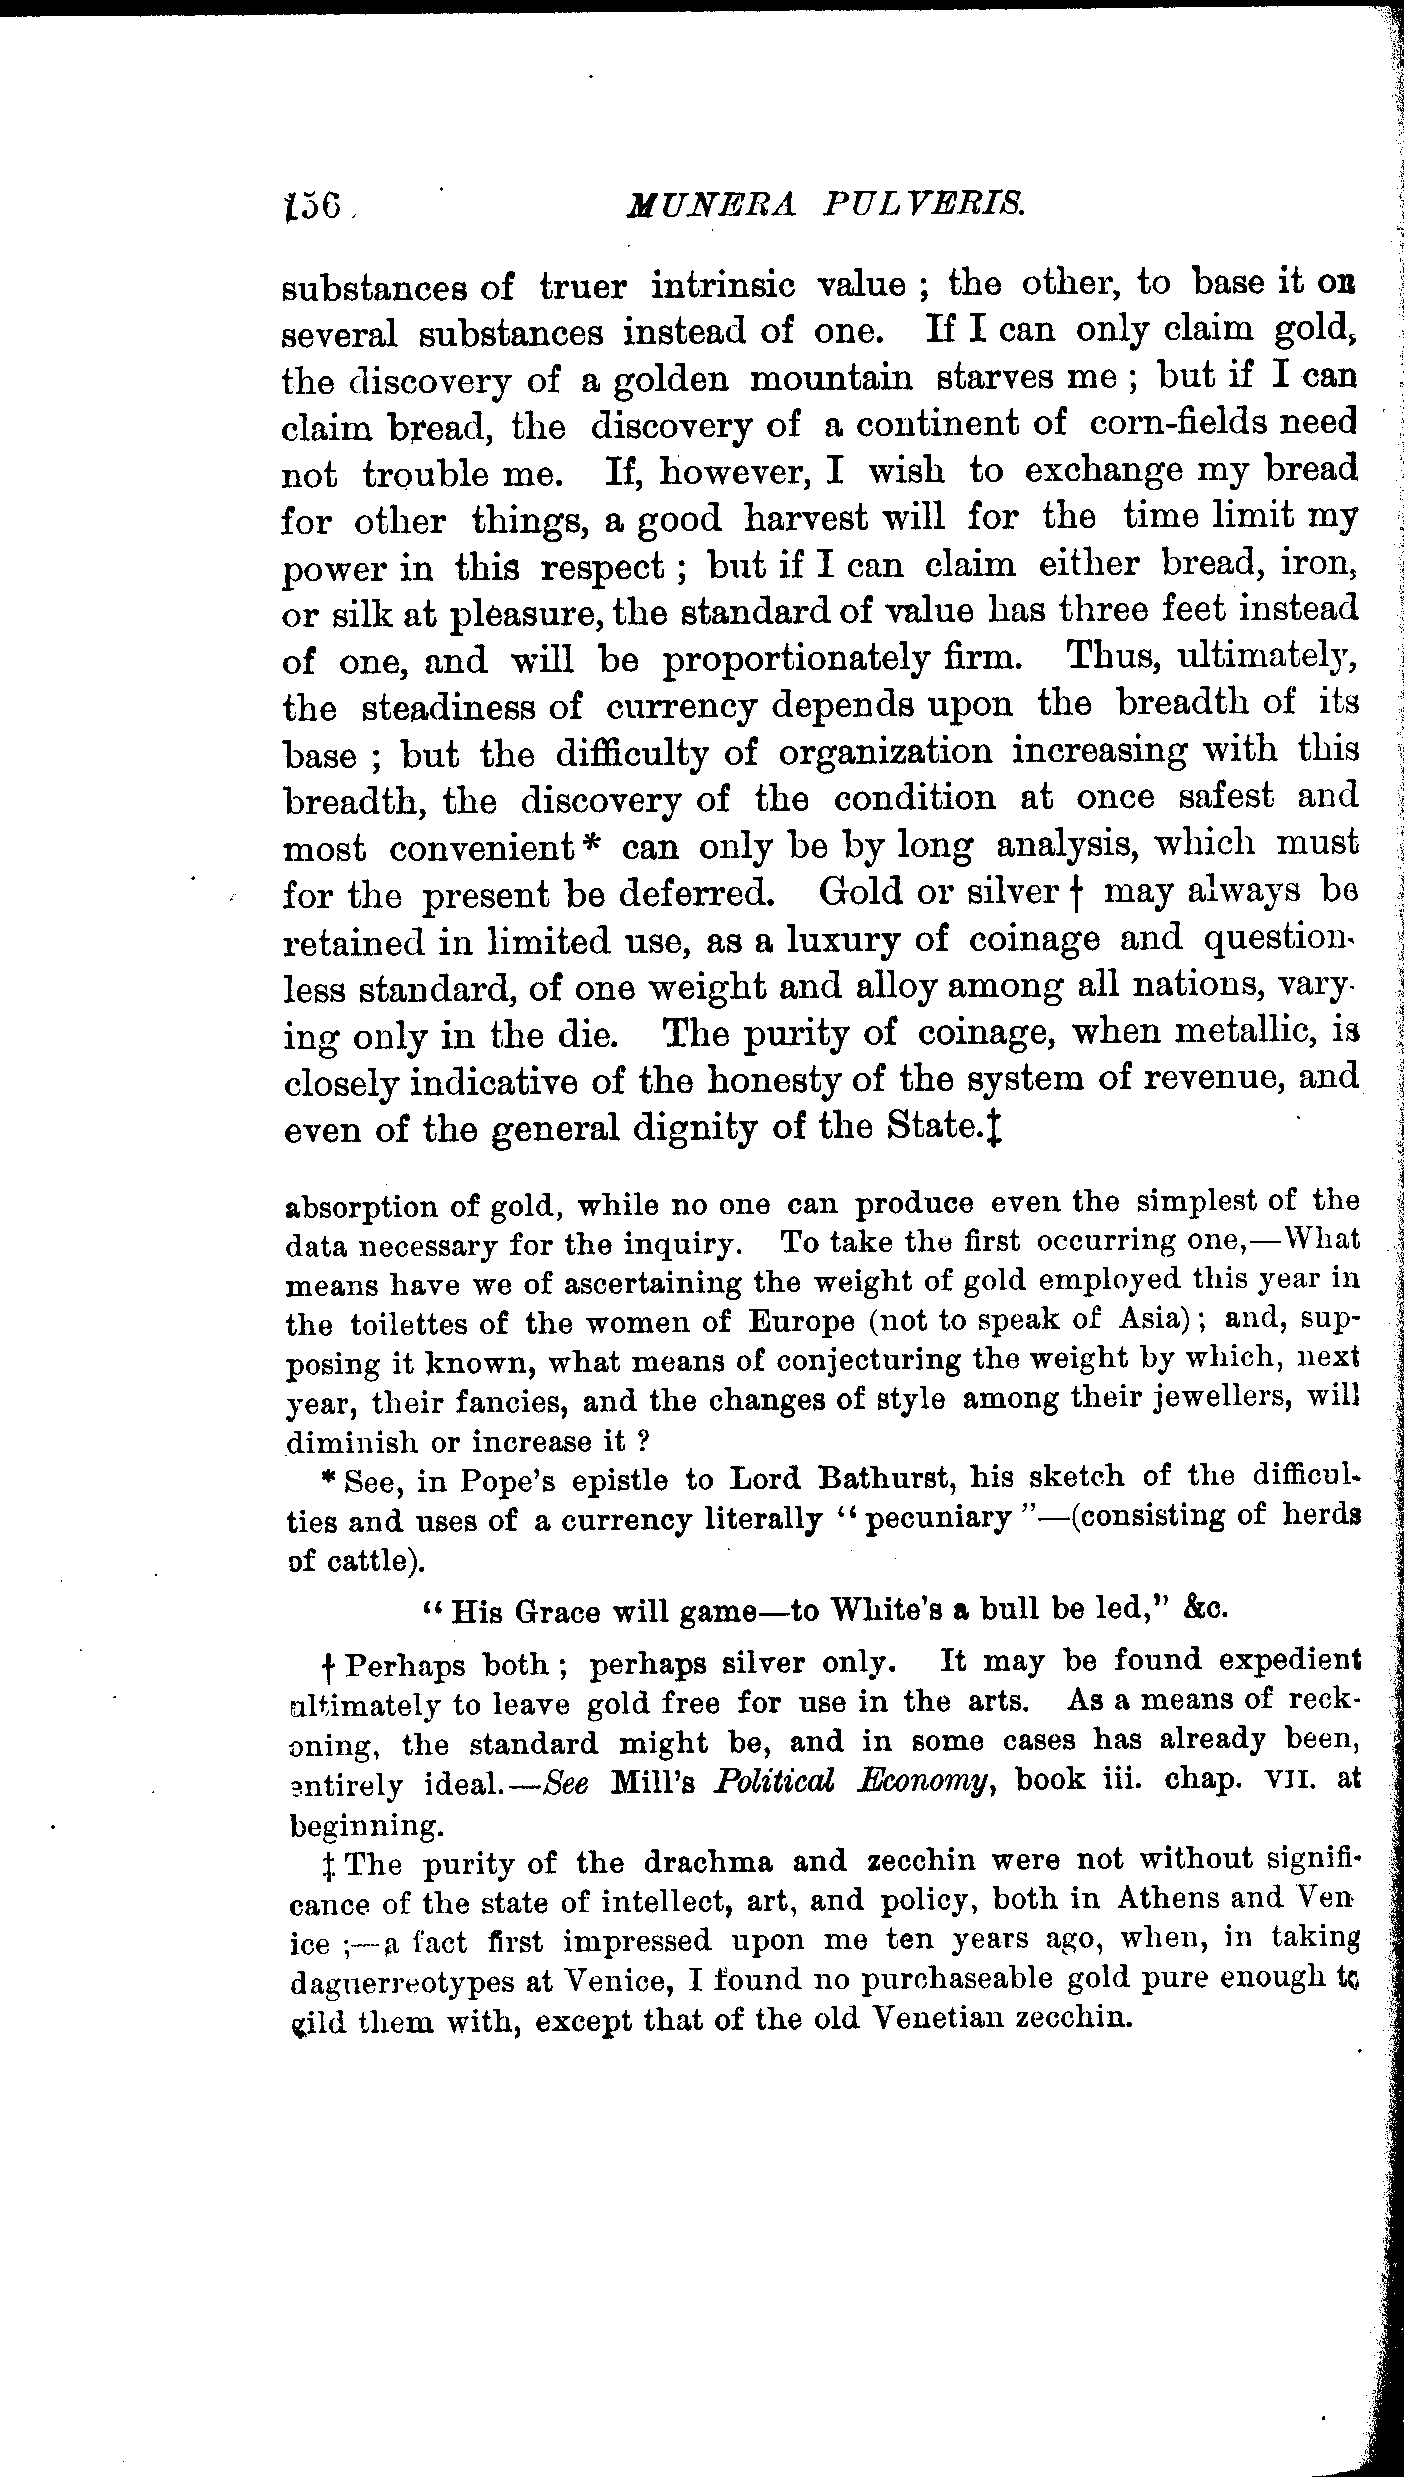 156 MUNERA PULVERIS.
substances of truer intrinsic value ; the other, to base it on
several substances instead of one. If I can only claim gold,
the discovery of a golden mountain starves me ; but if I can
claim bread, the discovery of a continent of corn-fields need
not trouble me. If, however, I wish to exchange my bread
for other things, a good harvest will for the time limit my
power in this respect ; but if I can claim either bread, iron,
or silk at pleasure, the standard of value has three feet instead
of one, and will be proportionately firm. Thus, ultimately,
the steadiness of currency depends upon the breadth of its
base ; but the difficulty of organization increasing with this
breadth, the discovery of the condition at once safest and
most convenient* can only be by long analysis, which must
for the present be deferred. Gold or silver † may always be
retained in limited use, as a luxury of coinage and question-
less standard, of one weight and alloy among all nations, vary-
ing only in the die. The purity of coinage, when metallic, is
closely indicative of the honesty of the system of revenue, and
even of the general dignity of the State.‡
absorption of gold, while no one can produce even the simplest of the
data necessary for the inquiry. To take the first occurring one,—What
means have we of ascertaining the weight of gold employed this year in
the toilettes of the women of Europe (not to speak of Asia) ; and, sup-
posing it known, what means of conjecturing the weight by which, next
year, their fancies, and the changes of style among their jewellers, will
diminish or increase it ?
* See, in Pope's epistle to Lord Bathurst, his sketch of the difficul-
ties and uses of a currency literally “ pecuniary ”—(consisting of herds
of cattle).
“ His Grace will game—to White's a bull be led,” &c.
† Perhaps both ; perhaps silver only. It may be found expedient
ultimately to leave gold free for use in the arts. As a means of reck-
oning, the standard might be, and in some cases has already been,
entirely ideal.—See Mill's Political Economy, book iii. chap. VII. at
beginning.
‡ The purity of the drachma and zecchin were not without signifi-
cance of the state of intellect, art, and policy, both in Athens and Ven
ice ;—a fact first impressed upon me ten years ago, when, in taking
daguerreotypes at Venice, I found no purchaseable gold pure enough to
gild them with, except that of the old Venetian zecchin.